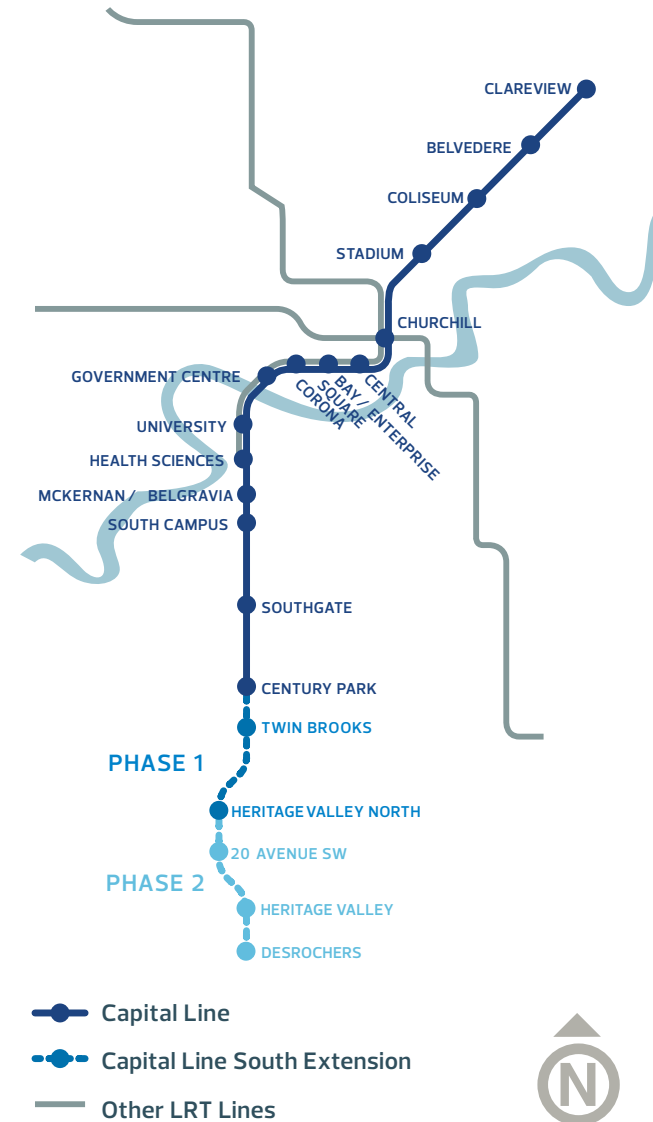 CLAREVIEW
BELVEDERE
COLISEUM
STADIUM
CHURCHILL
GOVERNMENT CENTRE
CENTRAL
BAY / ENTERPRISE
SQUARE
CORONA
UNIVERSITY
HEALTH SCIENCES
MCKERNAN / BELGRAVIA
SOUTH CAMPUS
SOUTHGATE
CENTURY PARK
TWIN BROOKS
PHASE 1
HERITAGE VALLEY NORTH
20 AVENUE SW
PHASE 2
HERITAGE VALLEY
DESROCHERS
Capital Line
Capital Line South Extension
Other LRT Lines
N